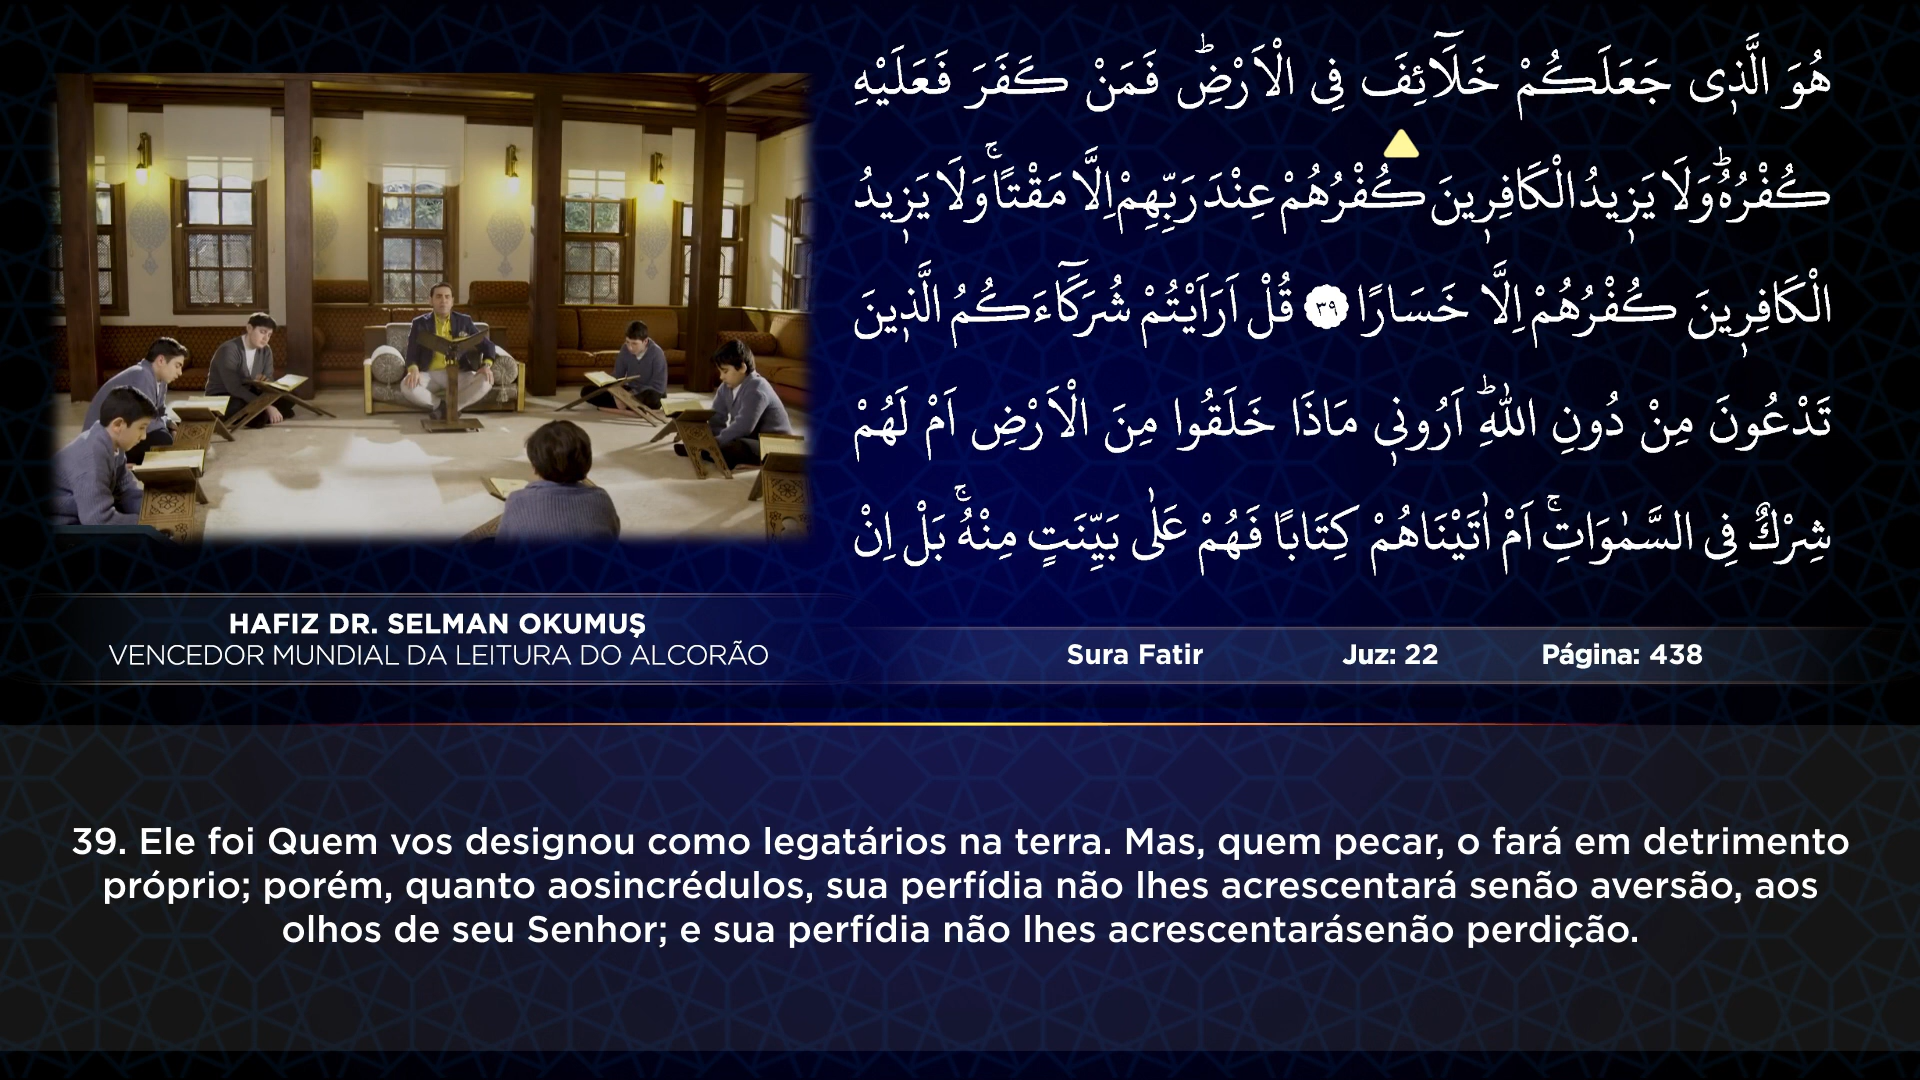 هُوَ الَّذٖى جَعَلَكُمْ خَلَٓائِفَ فِى الْاَرْضِؕ فَمَنْ كَفَرَ فَعَلَيْهِ
كُفْرُهُؕ وَلَا يَزٖيدُ الْكَافِرٖينَ كُفْرُهُمْ عِنْدَ رَبِّهِمْ اِلَّا مَقْتًاۚ وَلَا يَزٖيدُ
الْكَافِرٖينَ كُفْرُهُمْ اِلَّا خَسَارًا ٣٩ قُلْ اَرَاَيْتُمْ شُرَكَٓاءَكُمُ الَّذٖينَ
تَدْعُونَ مِنْ دُونِ اللّٰهِؕ اَرُونٖى مَاذَا خَلَقُوا مِنَ الْاَرْضِ اَمْ لَهُمْ
شِرْكٌ فِى السَّمٰوَاتِۚ اَمْ اٰتَيْنَاهُمْ كِتَابًا فَهُمْ عَلٰى بَيِّنَتٍ مِنْهُۚ بَلْ اِنْ
HAFIZ DR. SELMAN OKUMUŞ
VENCEDOR MUNDIAL DA LEITURA DO ALCORÃO
Sura Fatir Juz: 22 Página: 438
39. Ele foi Quem vos designou como legatários na terra. Mas, quem pecar, o fará em detrimento
próprio; porém, quanto aosincrédulos, sua perfídia não lhes acrescentará senão aversão, aos
olhos de seu Senhor; e sua perfídia não lhes acrescentarásenão perdição.